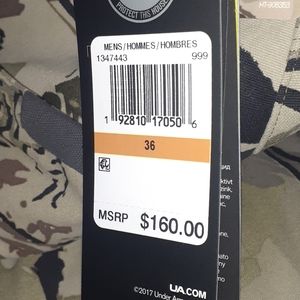 PROTECT THIS HOUSE
MENS/HOMMES/HOMBRES
1347443 999
1 92810 17050 6
36
MSRP $160.00
UA.COM
©2017 Under